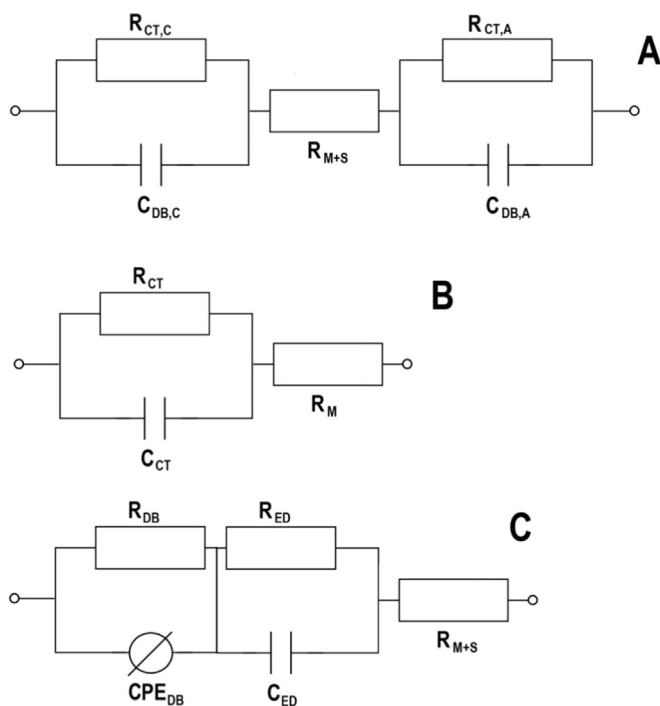 R_CT,C
R_CT,A
A
R_M+S
C_DB,C
C_DB,A
R_CT
B
R_M
C_CT
R_DB
R_ED
C
R_M+S
CPE_DB
C_ED